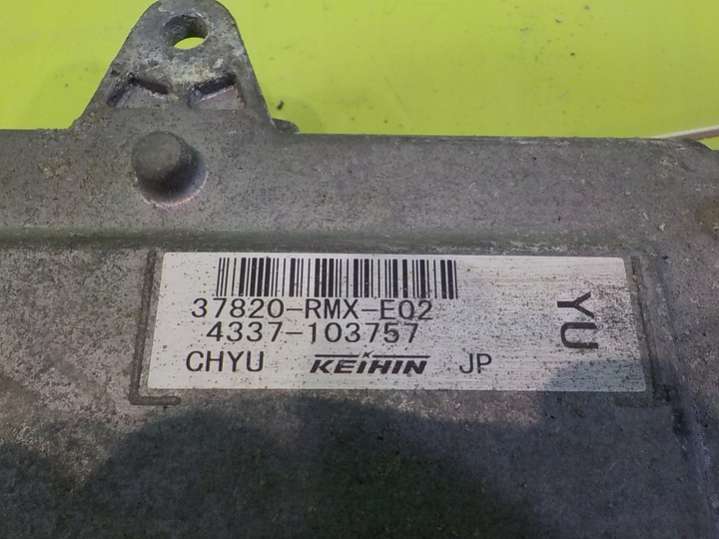 37820-RMX-E02
4337-103757
CHYU KEIHIN JP
YU